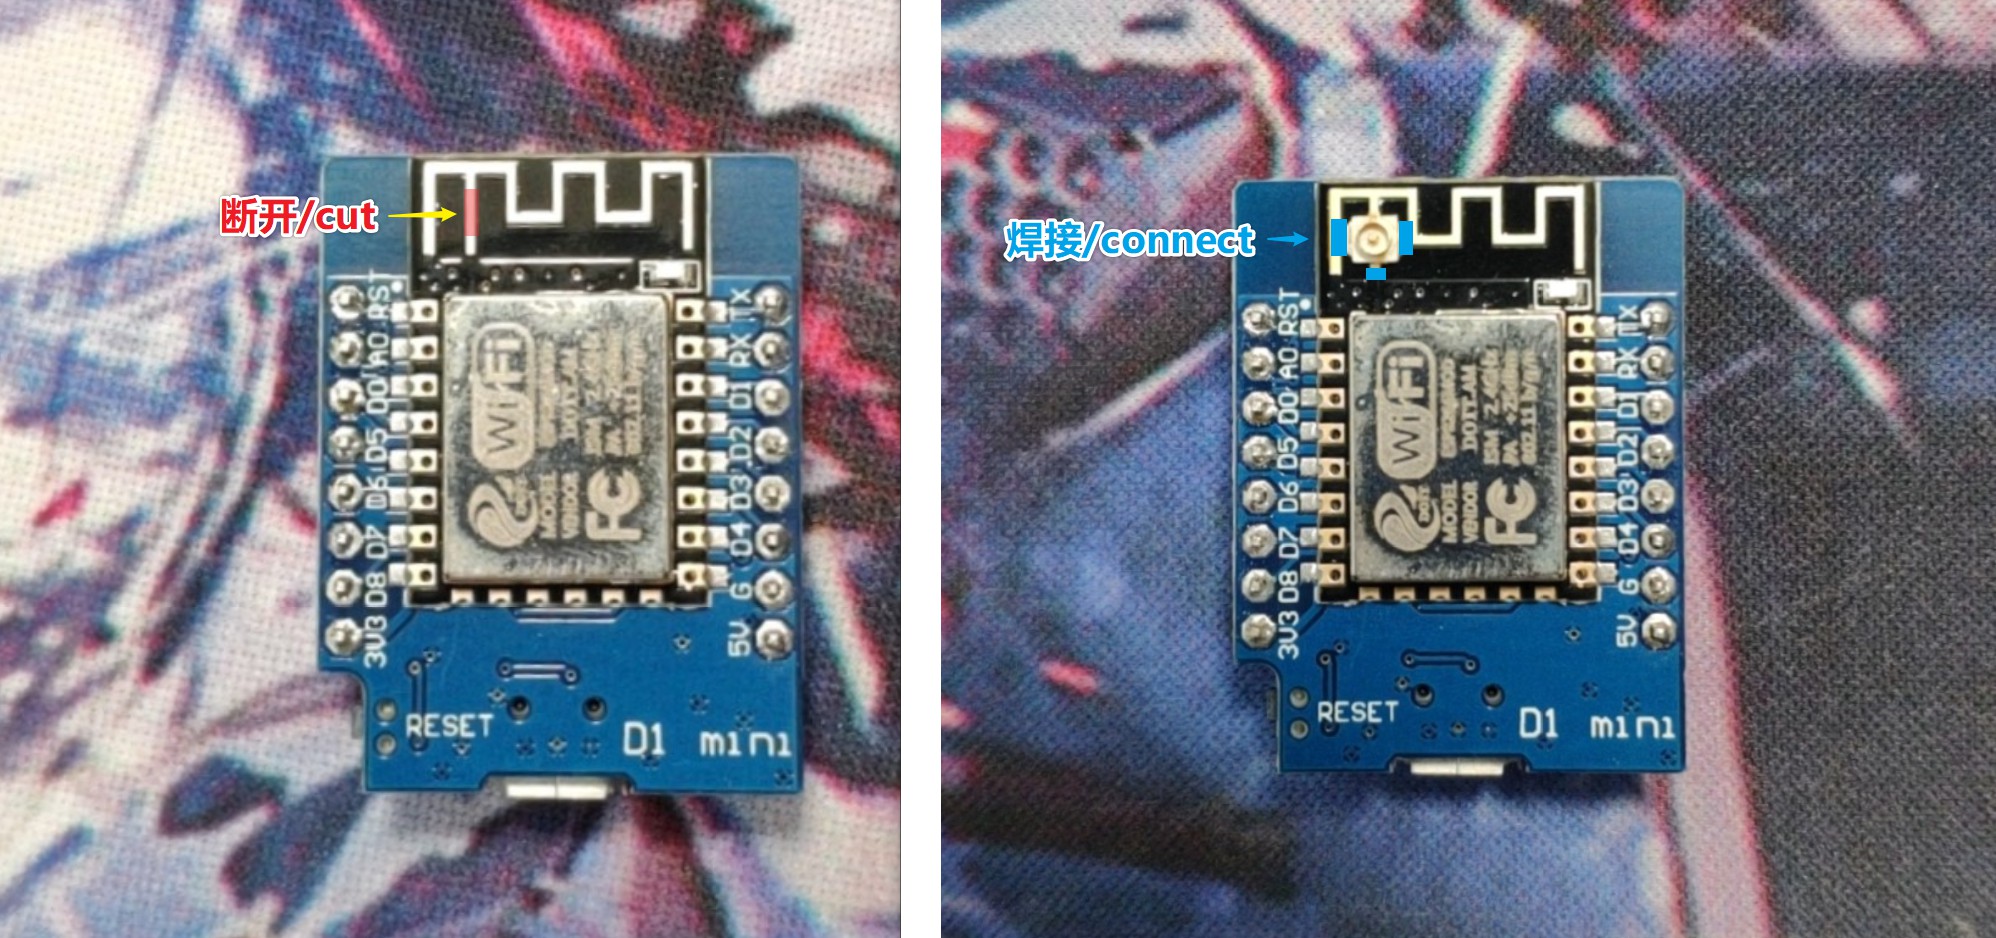 断开/cut
RST
A0
D0
D5
D6
D7
D8
3V3
TX
RX
D1
D2
D3
D4
G
5V
WiFi
MODEL
VENDOR
ISM 2.4GHz
PA +25dBm
802.11b/g/n
FC
RESET
D1 mini
焊接/connect
RST
A0
D0
D5
D6
D7
D8
3V3
TX
RX
D1
D2
D3
D4
G
5V
WiFi
MODEL
VENDOR
ESP8266MOD
DOIT.AM
ISM 2.4GHz
PA +25dBm
802.11b/g/n
FC
RESET
D1 mini